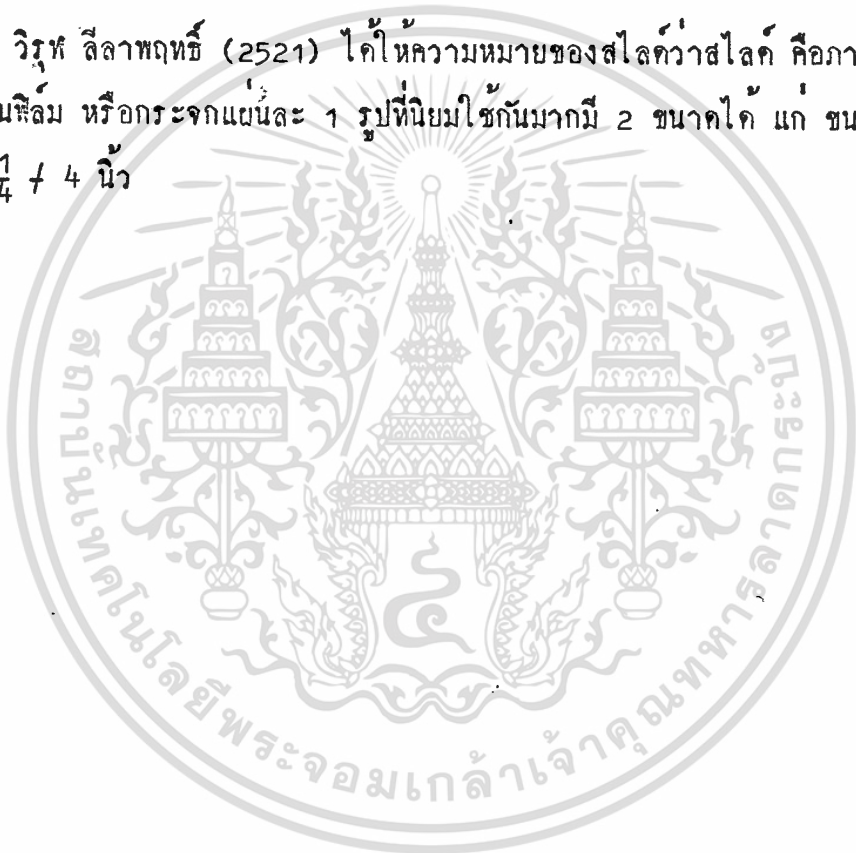 วิรุฬ ลีลาพฤทธิ์ (2521) ได้ให้ความหมายของสไลด์ว่าสไลด์ คือภา
นฟิล์ม หรือกระจกแผ่นละ 1 รูปที่นิยมใช้กันมากมี 2 ขนาดได้ แก่ ขน
1/4 + 4 นิ้ว
สถาบันเทคโนโลยีพระจอมเกล้าเจ้าคุณทหารลาดกระบัง